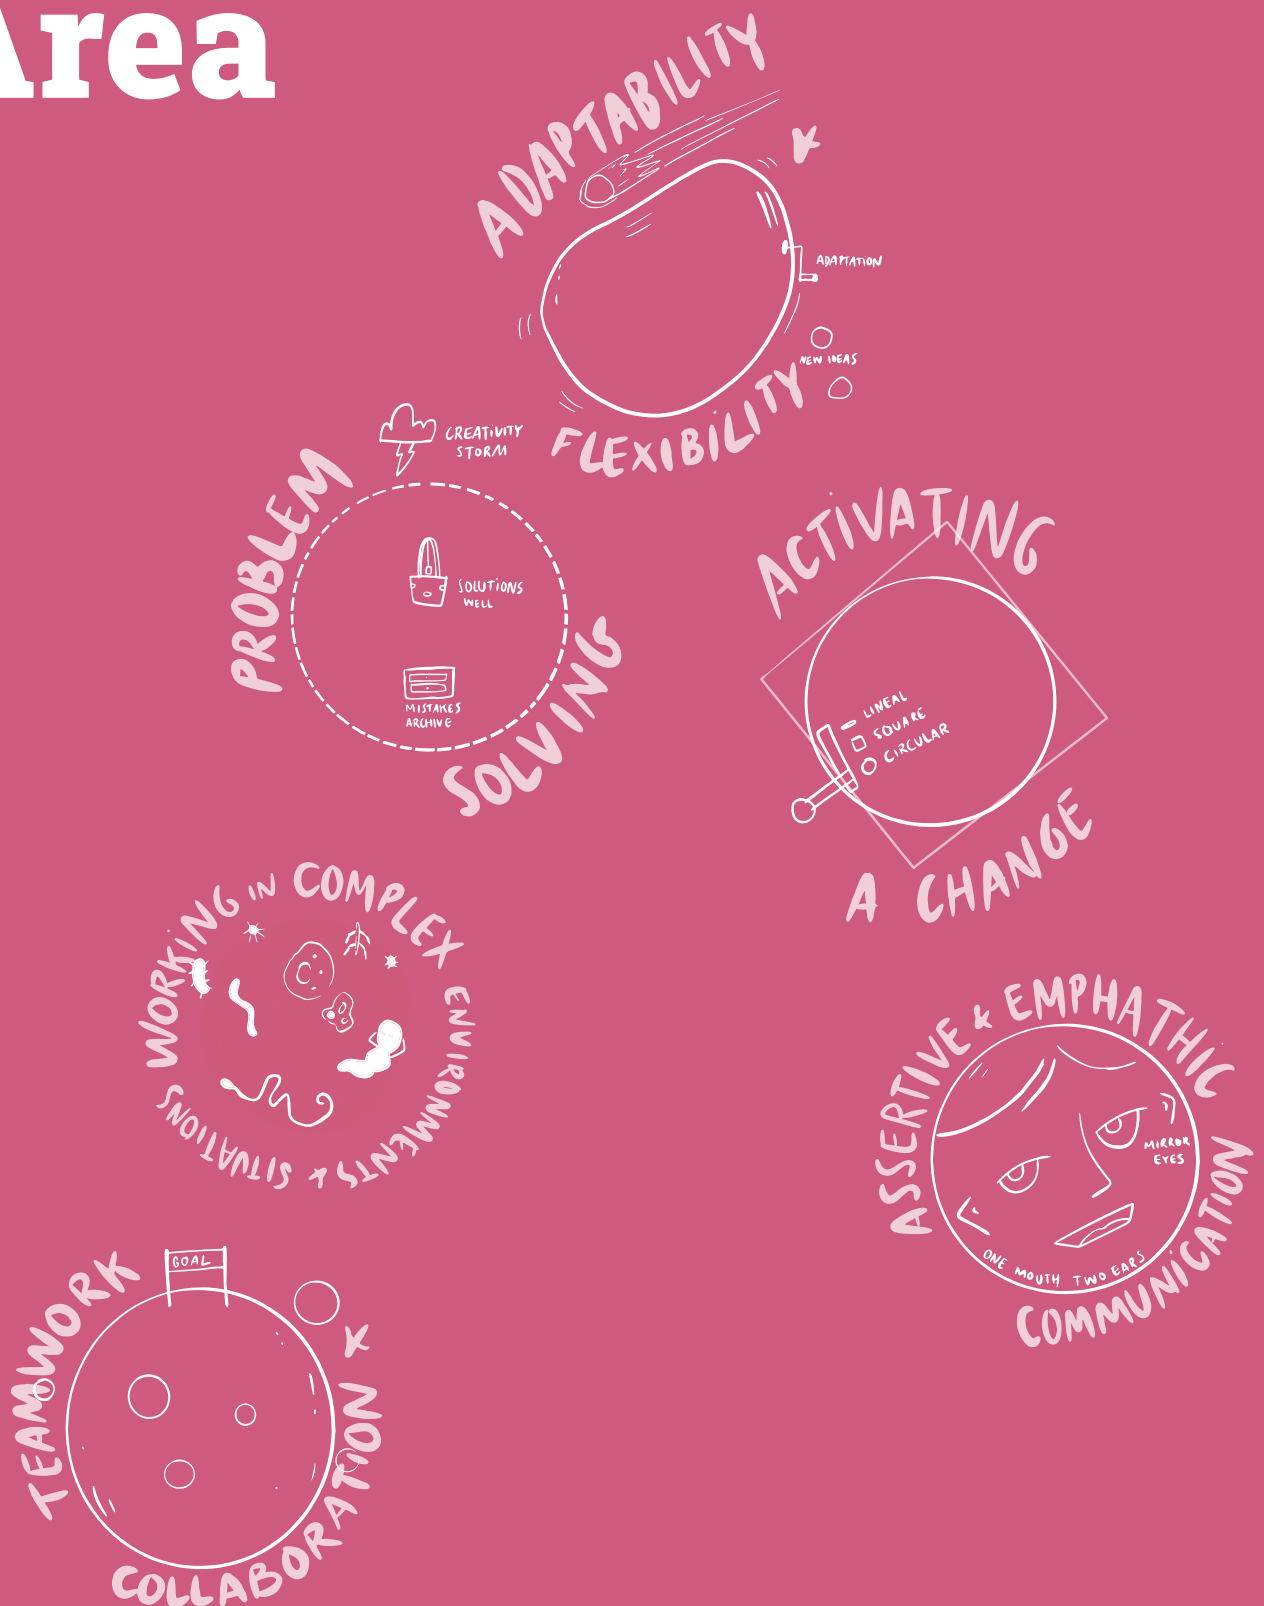 Area
ADAPTABILITY &
FLEXIBILITY
ADAPTATION
NEW IDEAS
CREATIVITY
STORM
PROBLEM
SOLVING
SOLUTIONS
WELL
MISTAKES
ARCHIVE
ACTIVATING
A CHANGE
LINEAL
SQUARE
CIRCULAR
WORKING IN COMPLEX ENVIRONMENTS & SITUATIONS
ASSERTIVE & EMPHATHIC
COMMUNICATION
MIRROR
EYES
ONE MOUTH TWO EARS
TEAMWORK &
COLLABORATION
GOAL